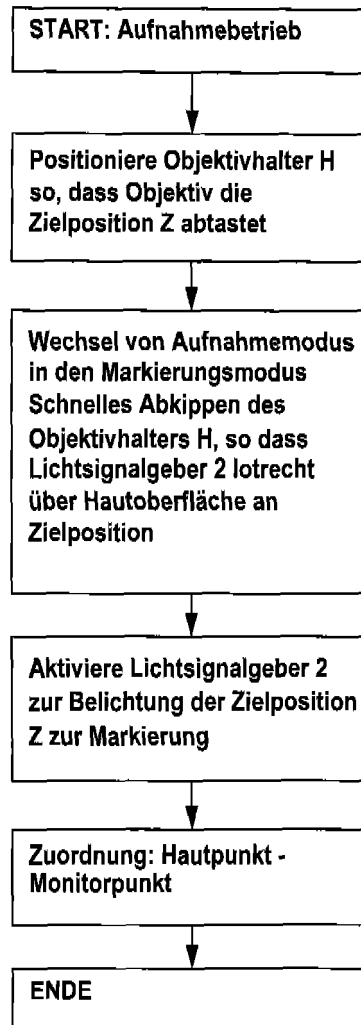 START: Aufnahmebetrieb
Positioniere Objektivhalter H
so, dass Objektiv die
Zielposition Z abtastet
Wechsel von Aufnahmemodus
in den Markierungsmodus
Schnelles Abkippen des
Objektivhalters H, so dass
Lichtsignalgeber 2 lotrecht
über Hautoberfläche an
Zielposition
Aktiviere Lichtsignalgeber 2
zur Belichtung der Zielposition
Z zur Markierung
Zuordnung: Hautpunkt -
Monitorpunkt
ENDE